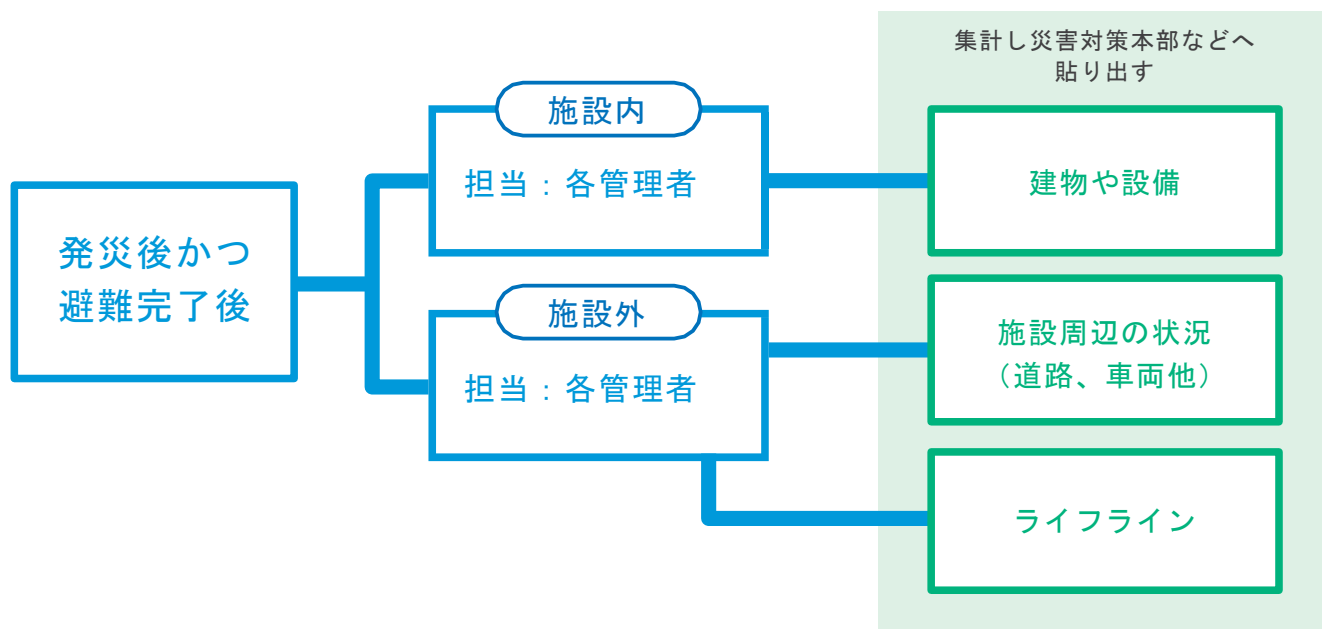 集計し災害対策本部などへ
貼り出す
施設内
担当：各管理者
建物や設備
発災後かつ
避難完了後
施設外
担当：各管理者
施設周辺の状況
（道路、車両他）
ライフライン